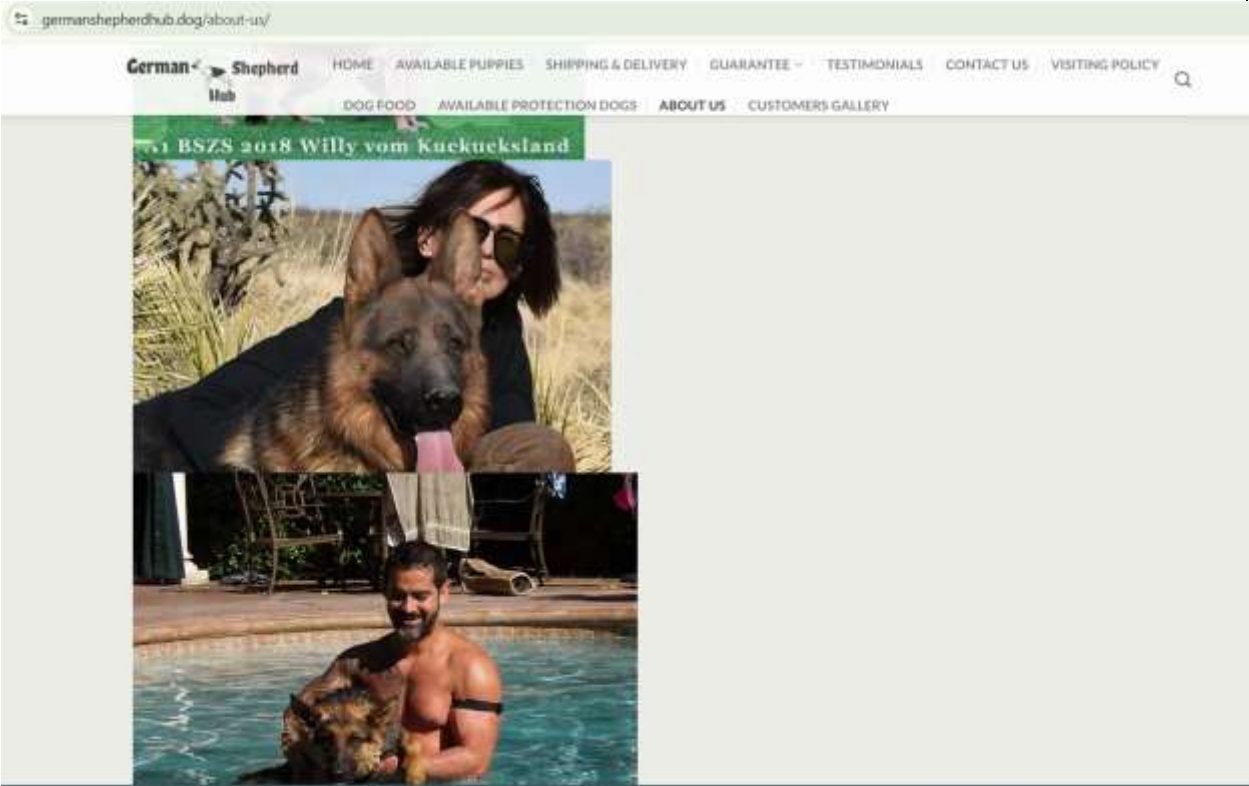 germanshepherdhub.dog/about-us/
German Shepherd
Hub
HOME AVAILABLE PUPPIES SHIPPING & DELIVERY GUARANTEE TESTIMONIALS CONTACT US VISITING POLICY
DOG FOOD AVAILABLE PROTECTION DOGS ABOUT US CUSTOMERS GALLERY
BSZS 2018 Willy vom Kuckucksland